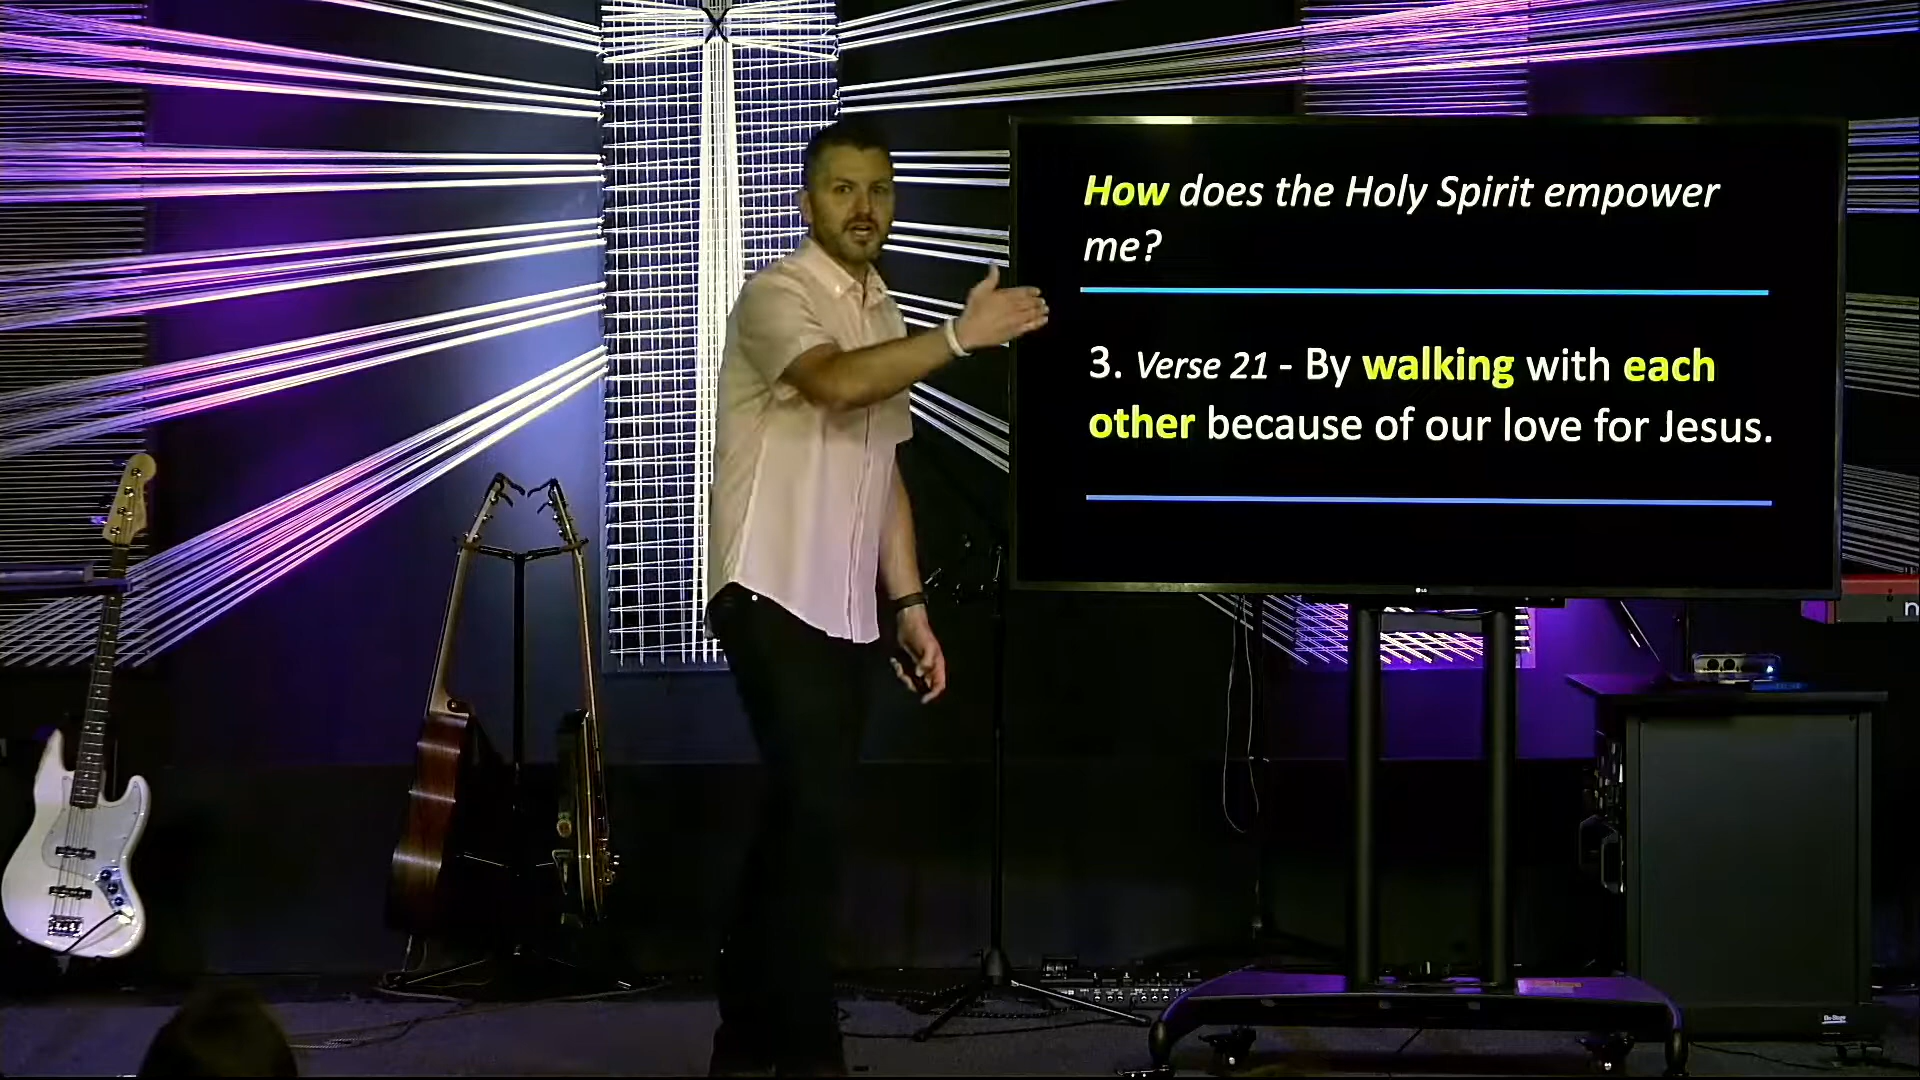 How does the Holy Spirit empower
me?
3. Verse 21 - By walking with each
other because of our love for Jesus.
LG
n